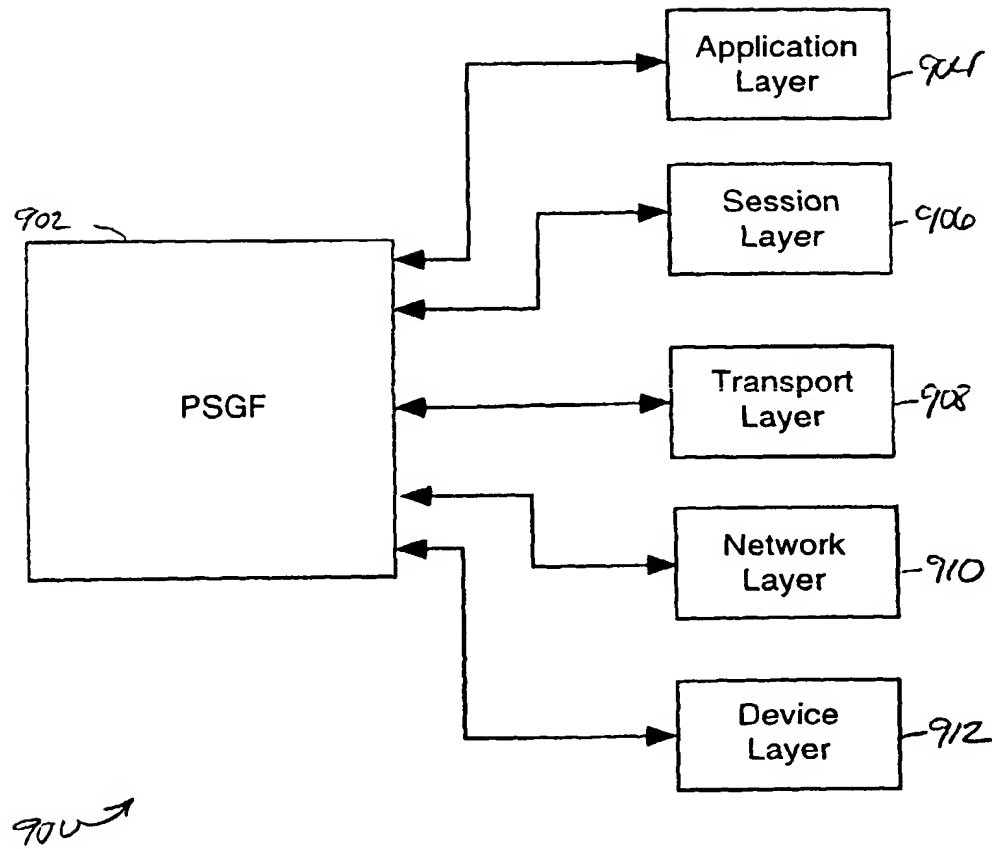 Application
Layer
904
Session
Layer
906
902
PSGF
Transport
Layer
908
Network
Layer
910
Device
Layer
912
900